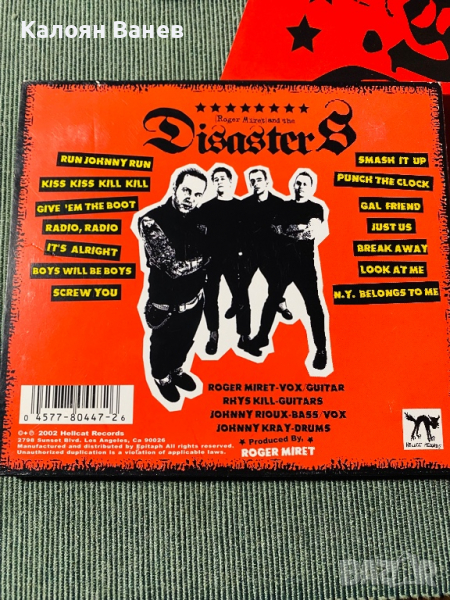 Калоян Ванев
(Roger Miret) and the
Disasters
RUN JOHNNY RUN
KISS KISS KILL KILL
GIVE 'EM THE BOOT
RADIO, RADIO
IT'S ALRIGHT
BOYS WILL BE BOYS
SCREW YOU
SMASH IT UP
PUNCH THE CLOCK
GAL FRIEND
JUST US
BREAK AWAY
LOOK AT ME
N.Y. BELONGS TO ME
0 4577-80447-2 6
©+℗ 2002 Hellcat Records
2798 Sunset Blvd. Los Angeles, Ca 90026
Manufactured and distributed by Epitaph All rights reserved.
Unauthorized duplication is a violation of applicable laws.
ROGER MIRET-VOX/GUITAR
RHYS KILL-GUITARS
JOHNNY RIOUX-BASS/VOX
JOHNNY KRAY-DRUMS
* Produced By, *
ROGER MIRET
HELLCAT RECORDS
BAZAR